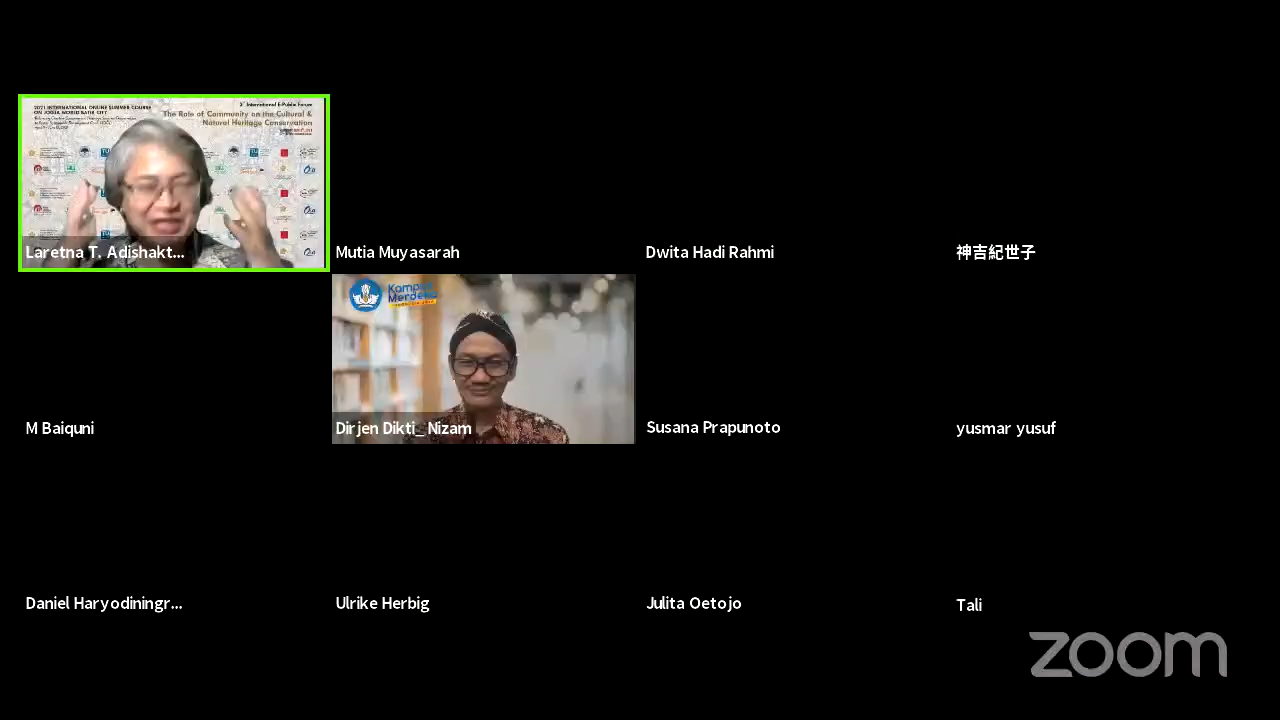 2021 INTERNATIONAL ONLINE SUMMER COURSE
ON JOGJA WORLD BATIK CITY
3rd International E-Public Forum
The Role of Community on the Cultural &
Natural Heritage Conservation
Laretna T. Adishakt...
Mutia Muyasarah
Dwita Hadi Rahmi
神吉紀世子
Kampus
Merdeka
M Baiquni
Dirjen Dikti_ Nizam
Susana Prapunoto
yusmar yusuf
Daniel Haryodiningr...
Ulrike Herbig
Julita Oetojo
Tali
zoom